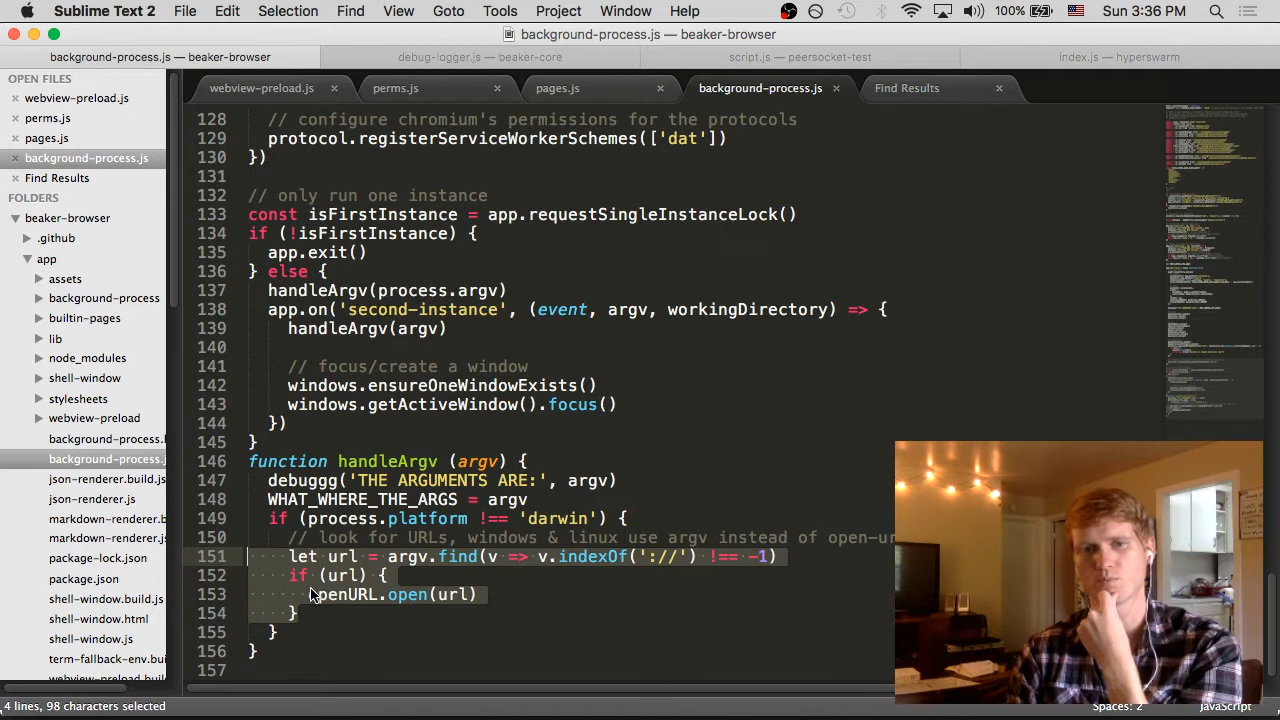 Sublime Text 2 File Edit Selection Find View Goto Tools Project Window Help 100% Sun 3:36 PM
background-process.js — beaker-browser
background-process.js — beaker-browser debug-logger.js — beaker-core script.js — peersocket-test index.js — hyperswarm
OPEN FILES
webview-preload.js
perms.js
pages.js
background-process.js
Find Results
FOLDERS
beaker-browser
.github
app
assets
background-process
builtin-pages
lib
node_modules
shell-window
stylesheets
webview-preload
background-process.b
background-process.
json-renderer.build.js
json-renderer.js
markdown-renderer.
markdown-renderer.
package-lock.json
package.json
shell-window.build.js
shell-window.html
shell-window.js
term-fallback-env.bui
webview-preload.buil
webview-preload.js × perms.js × pages.js × background-process.js × Find Results ×
128 // configure chromium's permissions for the protocols
129 protocol.registerServiceWorkerSchemes(['dat'])
130 })
131
132 // only run one instance
133 const isFirstInstance = app.requestSingleInstanceLock()
134 if (!isFirstInstance) {
135 app.exit()
136 } else {
137 handleArgv(process.argv)
138 app.on('second-instance', (event, argv, workingDirectory) => {
139 handleArgv(argv)
140
141 // focus/create a window
142 windows.ensureOneWindowExists()
143 windows.getActiveWindow().focus()
144 })
145 }
146 function handleArgv (argv) {
147 debuggg('THE ARGUMENTS ARE:', argv)
148 WHAT_WHERE_THE_ARGS = argv
149 if (process.platform !== 'darwin') {
150 // look for URLs, windows & linux use argv instead of open-ur
151 let url = argv.find(v => v.indexOf('://') !== -1)
152 if (url) {
153 openURL.open(url)
154 }
155 }
156 }
157
4 lines, 98 characters selected Spaces: 2 JavaScript